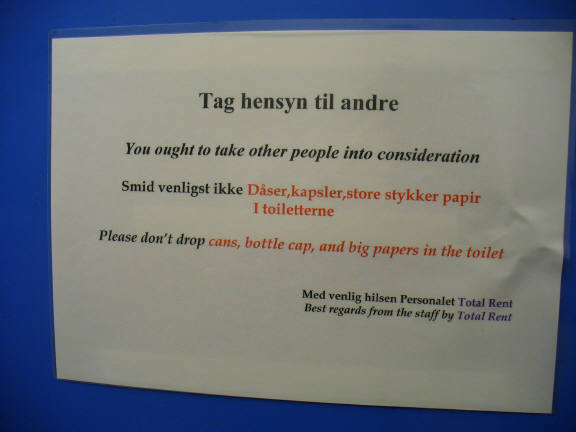 Tag hensyn til andre
You ought to take other people into consideration
Smid venligst ikke Dåser,kapsler,store stykker papir
I toiletterne
Please don't drop cans, bottle cap, and big papers in the toilet
Med venlig hilsen Personalet Total Rent
Best regards from the staff by Total Rent